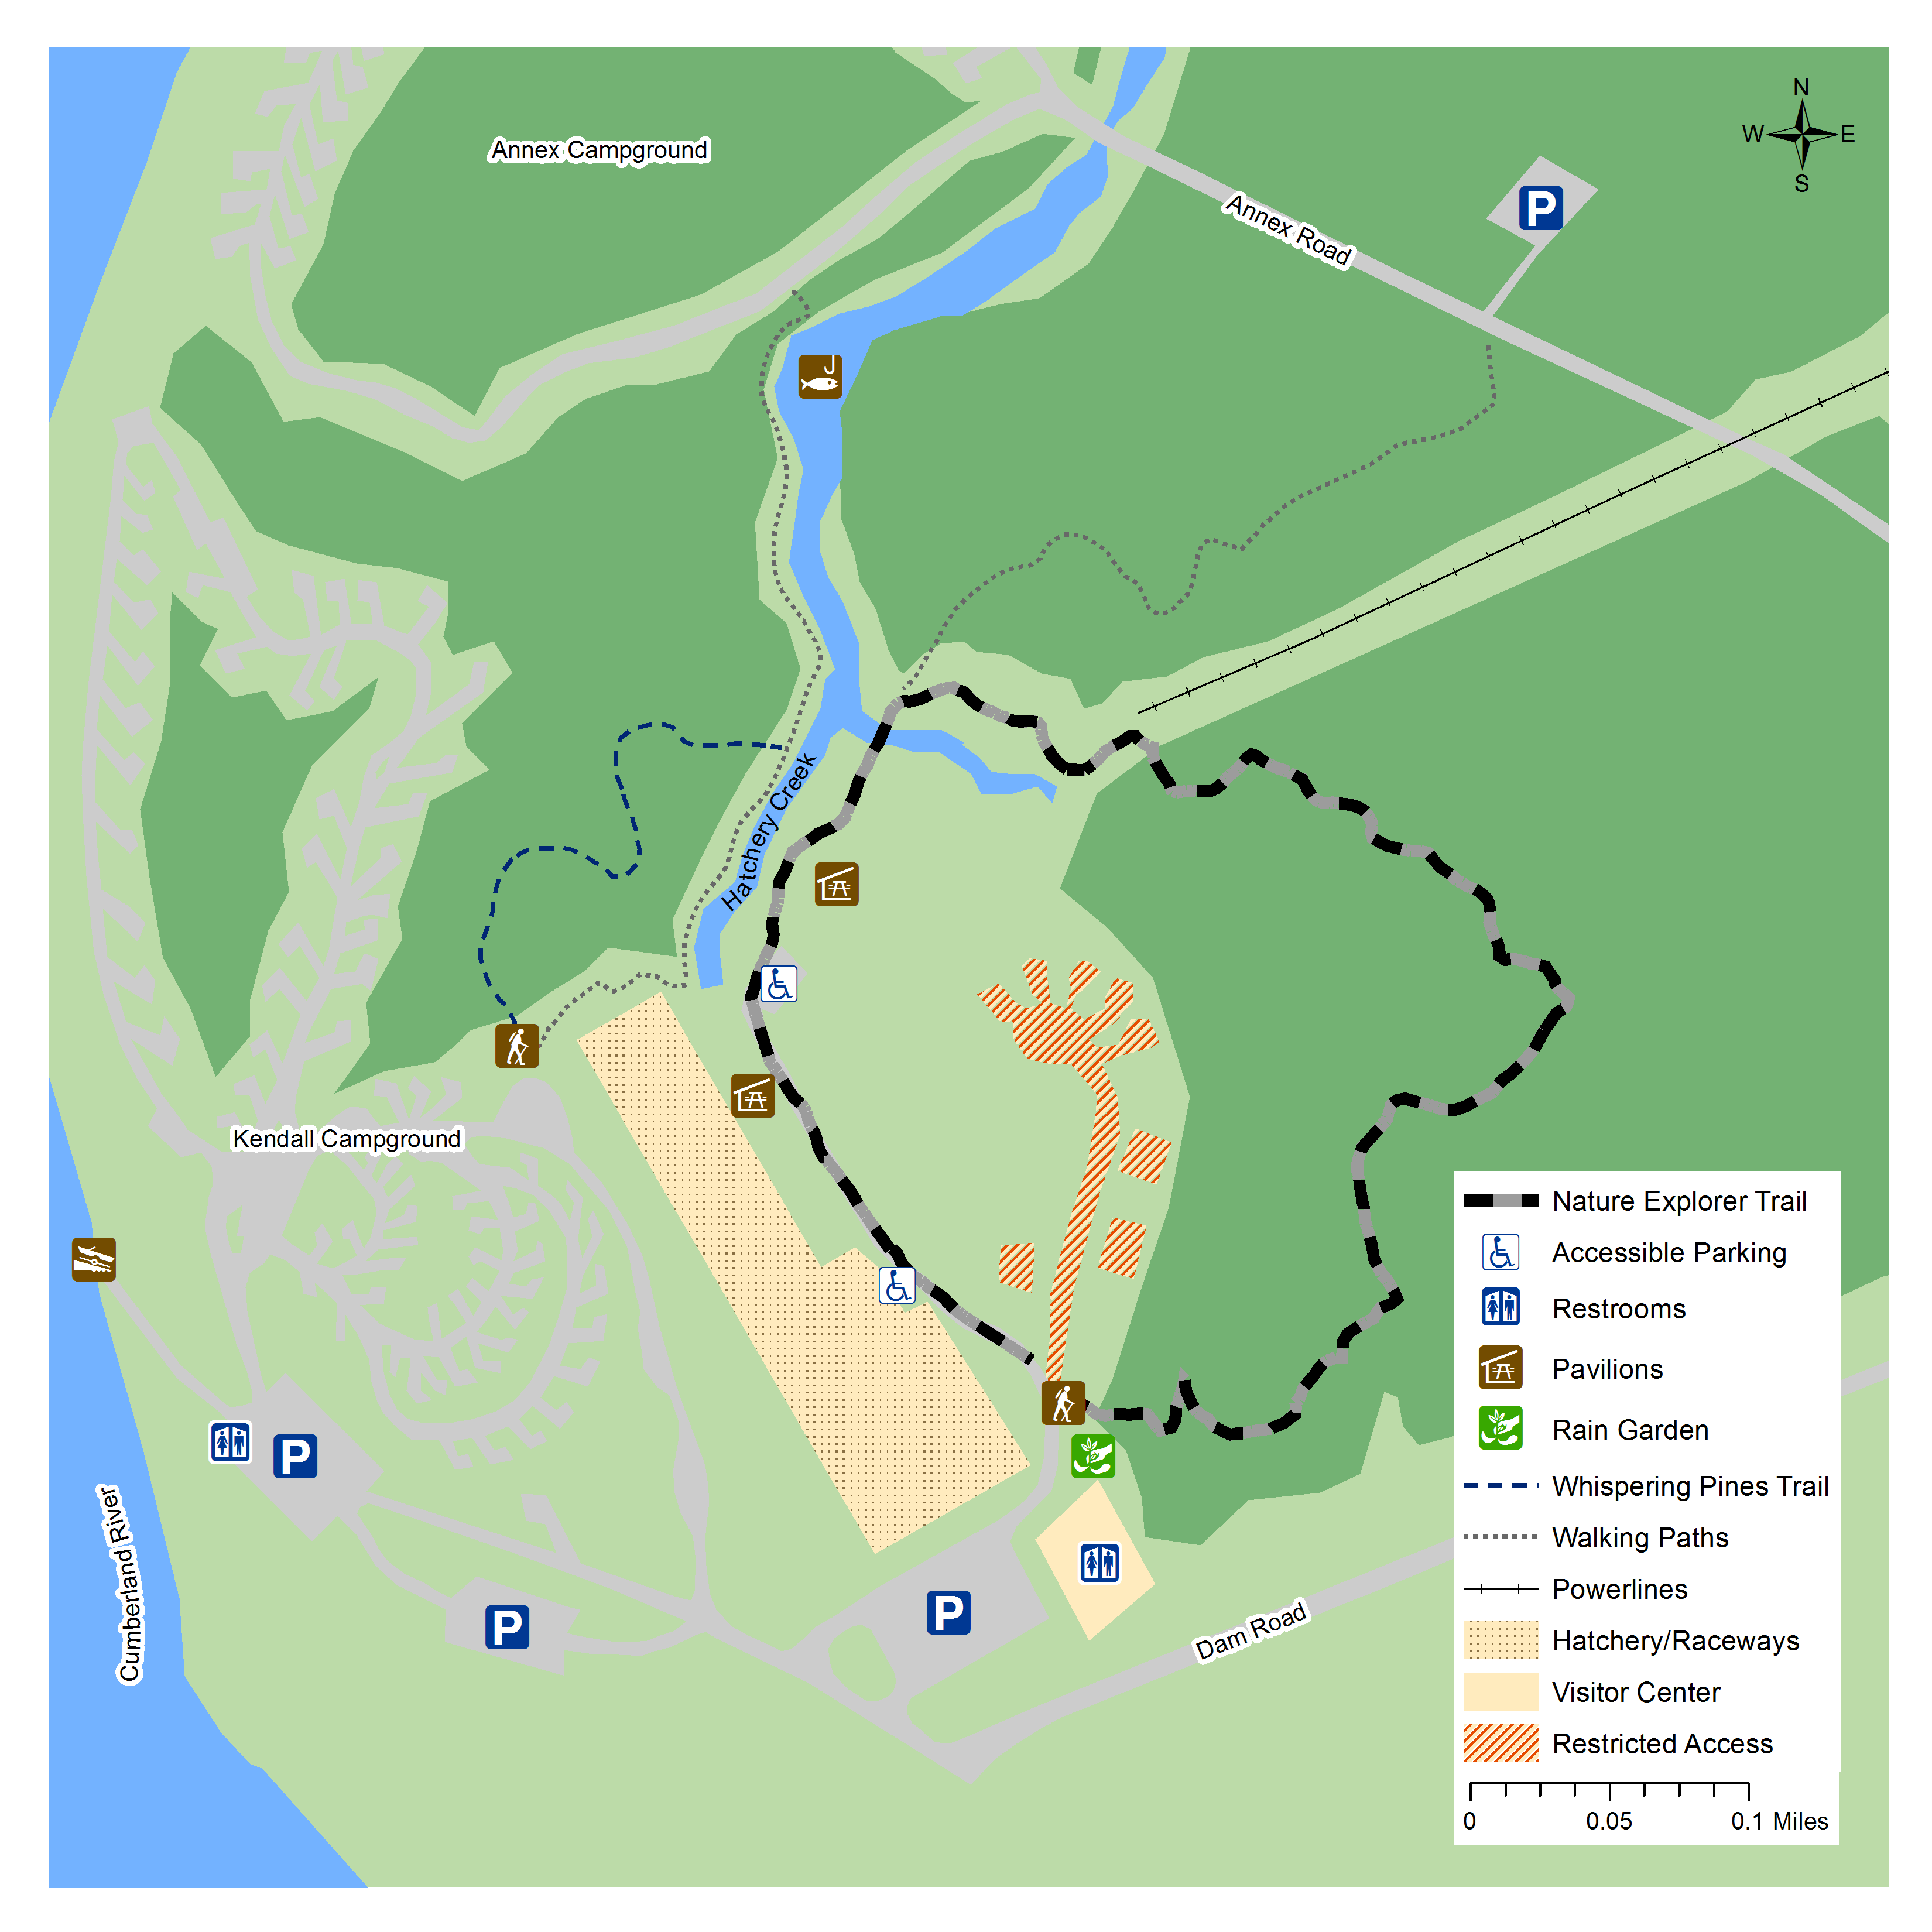 N
W E
S
Annex Campground
Annex Road
P
Hatchery Creek
Kendall Campground
Nature Explorer Trail
Accessible Parking
Restrooms
Pavilions
Rain Garden
Whispering Pines Trail
Walking Paths
Powerlines
Hatchery/Raceways
Visitor Center
Restricted Access
0 0.05 0.1 Miles
P
Cumberland River
P
P
Dam Road